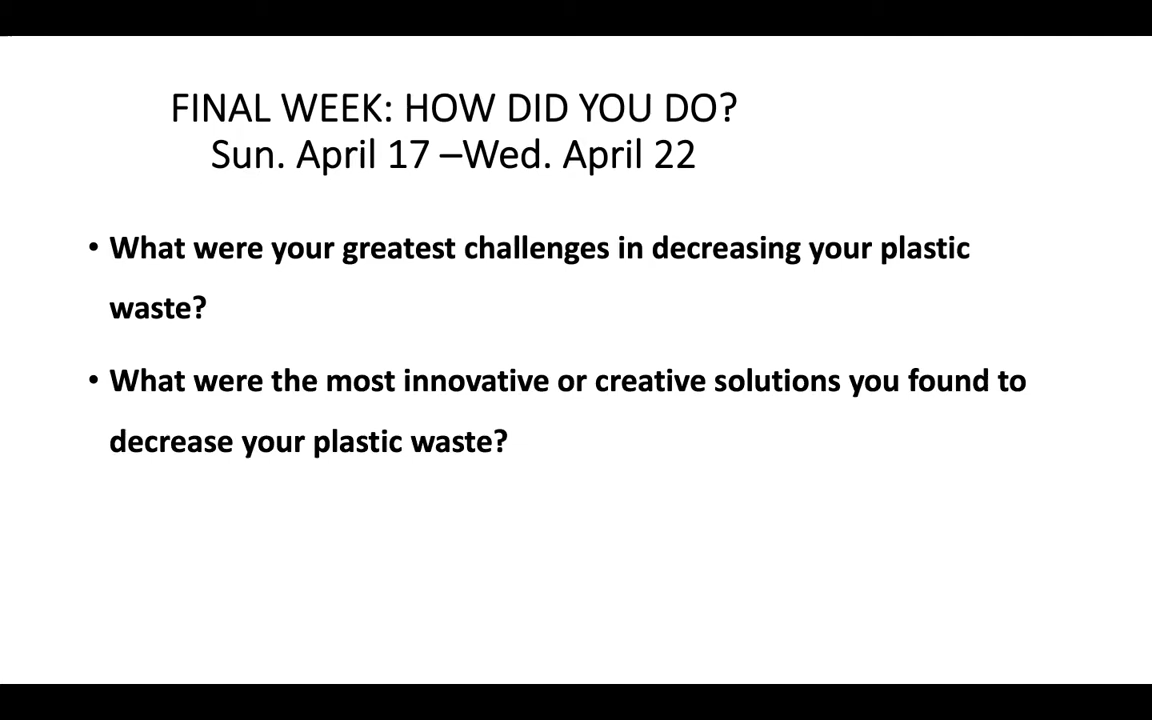 FINAL WEEK: HOW DID YOU DO?
Sun. April 17 –Wed. April 22
• What were your greatest challenges in decreasing your plastic
waste?
• What were the most innovative or creative solutions you found to
decrease your plastic waste?